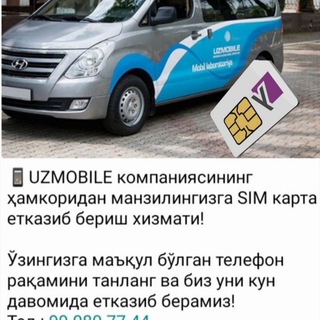 UZMOBILE
Mobil laboratoriya
UZMOBILE компаниясининг
ҳамкоридан манзилингизга SIM карта
етказиб бериш хизмати!
Ўзингизга маъқул бўлган телефон
рақамини танланг ва биз уни кун
давомида етказиб берамиз!